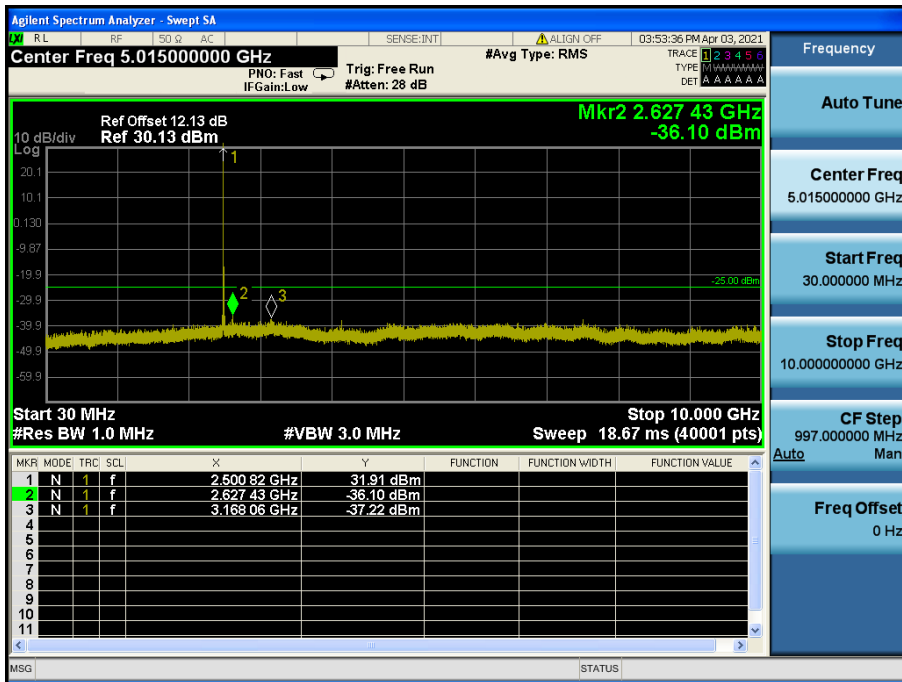 Agilent Spectrum Analyzer - Swept SA
LXI RL RF 50 Ω AC SENSE:INT ALIGN OFF 03:53:36 PM Apr 03, 2021
Center Freq 5.015000000 GHz
PNO: Fast
IFGain:Low
Trig: Free Run
#Atten: 28 dB
#Avg Type: RMS
TRACE 1 2 3 4 5 6
TYPE MWWWWW
DET A A A A A A
Mkr2 2.627 43 GHz
-36.10 dBm
Ref Offset 12.13 dB
10 dB/div Ref 30.13 dBm
Log
1
20.1
10.1
0.130
-9.87
-19.9
-25.00 dBm
2
3
-29.9
-39.9
-49.9
-59.9
Start 30 MHz Stop 10.000 GHz
#Res BW 1.0 MHz #VBW 3.0 MHz Sweep 18.67 ms (40001 pts)
MKR MODE TRC SCL X Y FUNCTION FUNCTION WIDTH FUNCTION VALUE
1 N 1 f 2.500 82 GHz 31.91 dBm
2 N 1 f 2.627 43 GHz -36.10 dBm
3 N 1 f 3.168 06 GHz -37.22 dBm
4
5
6
7
8
9
10
11
MSG STATUS
Frequency
Auto Tune
Center Freq
5.015000000 GHz
Start Freq
30.000000 MHz
Stop Freq
10.000000000 GHz
CF Step
997.000000 MHz
Auto Man
Freq Offset
0 Hz